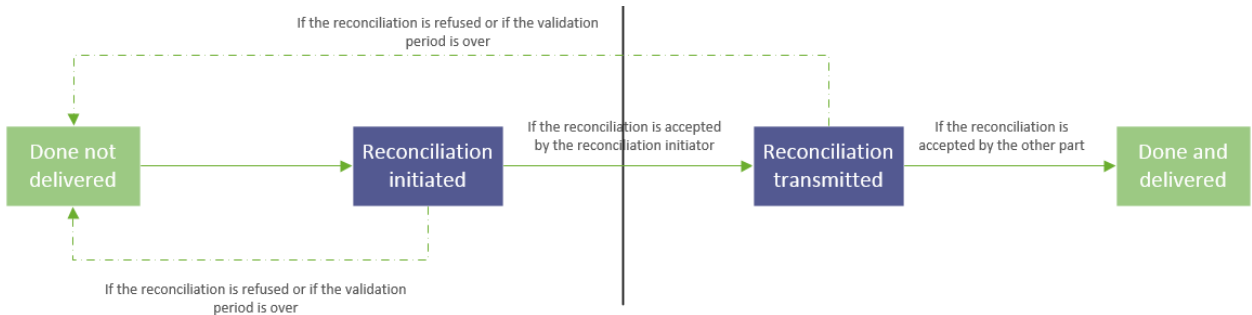 If the reconciliation is refused or if the validation
period is over
Done not
delivered
Reconciliation
initiated
If the reconciliation is accepted
by the reconciliation initiator
Reconciliation
transmitted
If the reconciliation is
accepted by the other part
Done and
delivered
If the reconciliation is refused or if the validation
period is over